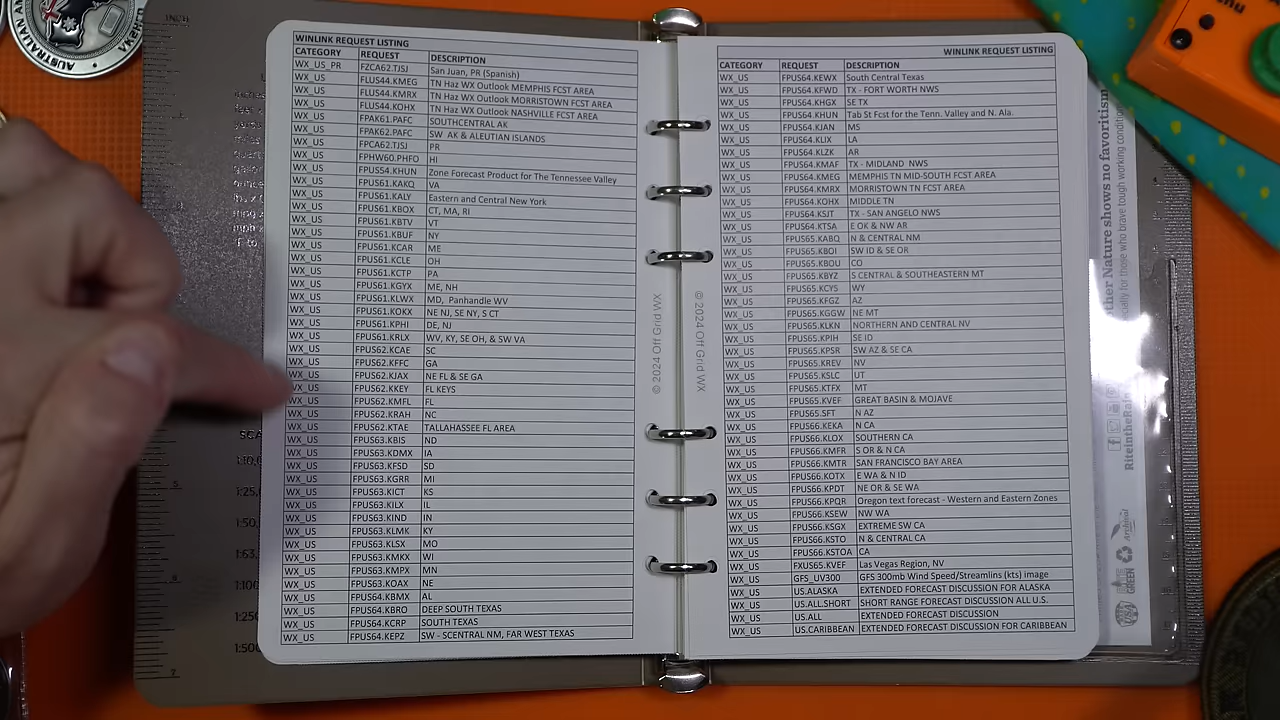 WINLINK REQUEST LISTING
CATEGORY REQUEST DESCRIPTION
WX_US_PR FZCA62.TJSJ San Juan, PR (Spanish)
WX_US FLUS44.KMEG TN Haz WX Outlook MEMPHIS FCST AREA
WX_US FLUS44.KMRX TN Haz WX Outlook MORRISTOWN FCST AREA
WX_US FLUS44.KOHX TN Haz WX Outlook NASHVILLE FCST AREA
WX_US FPAK61.PAFC SOUTHCENTRAL AK
WX_US FPAK62.PAFC SW AK & ALEUTIAN ISLANDS
WX_US FPCA62.TJSJ PR
WX_US FPHW60.PHFO HI
WX_US FPUS54.KHUN Zone Forecast Product for The Tennessee Valley
WX_US FPUS61.KAKQ VA
WX_US FPUS61.KALY Eastern and Central New York
WX_US FPUS61.KBOX CT, MA, RI
WX_US FPUS61.KBTV VT
WX_US FPUS61.KBUF NY
WX_US FPUS61.KCAR ME
WX_US FPUS61.KCLE OH
WX_US FPUS61.KCTP PA
WX_US FPUS61.KGYX ME, NH
WX_US FPUS61.KLWX MD, Panhandle WV
WX_US FPUS61.KOKX NE NJ, SE NY, S CT
WX_US FPUS61.KPHI DE, NJ
WX_US FPUS61.KRLX WV, KY, SE OH, & SW VA
WX_US FPUS62.KCAE SC
WX_US FPUS62.KFFC GA
WX_US FPUS62.KJAX NE FL & SE GA
WX_US FPUS62.KKEY FL KEYS
WX_US FPUS62.KMFL FL
WX_US FPUS62.KRAH NC
WX_US FPUS62.KTAE TALLAHASSEE FL AREA
WX_US FPUS63.KBIS ND
WX_US FPUS63.KDMX IA
WX_US FPUS63.KFSD SD
WX_US FPUS63.KGRR MI
WX_US FPUS63.KICT KS
WX_US FPUS63.KILX IL
WX_US FPUS63.KIND IN
WX_US FPUS63.KLMK KY
WX_US FPUS63.KLSX MO
WX_US FPUS63.KMKX WI
WX_US FPUS63.KMPX MN
WX_US FPUS63.KOAX NE
WX_US FPUS64.KBMX AL
WX_US FPUS64.KBRO DEEP SOUTH TEXAS
WX_US FPUS64.KCRP SOUTH TEXAS
WX_US FPUS64.KEPZ SW - SCENTRAL NM, FAR WEST TEXAS
© 2024 Off Grid WX
© 2024 Off Grid WX
WINLINK REQUEST LISTING
CATEGORY REQUEST DESCRIPTION
WX_US FPUS64.KEWX South Central Texas
WX_US FPUS64.KFWD TX - FORT WORTH NWS
WX_US FPUS64.KHGX SE TX
WX_US FPUS64.KHUN Tab St Fcst for the Tenn. Valley and N. Ala.
WX_US FPUS64.KJAN MS
WX_US FPUS64.KLIX LA
WX_US FPUS64.KLZK AR
WX_US FPUS64.KMAF TX - MIDLAND NWS
WX_US FPUS64.KMEG MEMPHIS TN MID-SOUTH FCST AREA
WX_US FPUS64.KMRX MORRISTOWN TN FCST AREA
WX_US FPUS64.KOHX MIDDLE TN
WX_US FPUS64.KSJT TX - SAN ANGELO NWS
WX_US FPUS64.KTSA E OK & NW AR
WX_US FPUS65.KABQ N & CENTRAL NM
WX_US FPUS65.KBOI SW ID & SE OR
WX_US FPUS65.KBOU CO
WX_US FPUS65.KBYZ S CENTRAL & SOUTHEASTERN MT
WX_US FPUS65.KCYS WY
WX_US FPUS65.KFGZ AZ
WX_US FPUS65.KGGW NE MT
WX_US FPUS65.KLKN NORTHERN AND CENTRAL NV
WX_US FPUS65.KPIH SE ID
WX_US FPUS65.KPSR SW AZ & SE CA
WX_US FPUS65.KREV NV
WX_US FPUS65.KSLC UT
WX_US FPUS65.KTFX MT
WX_US FPUS65.KVEF GREAT BASIN & MOJAVE
WX_US FPUS65.SFT N AZ
WX_US FPUS66.KEKA N CA
WX_US FPUS66.KLOX SOUTHERN CA
WX_US FPUS66.KMFR S OR & N CA
WX_US FPUS66.KMTR SAN FRANCISCO BAY AREA
WX_US FPUS66.KOTX E WA & N ID
WX_US FPUS66.KPDT NE OR & SE WA
WX_US FPUS66.KPQR Oregon text forecast - Western and Eastern Zones
WX_US FPUS66.KSEW NW WA
WX_US FPUS66.KSGX EXTREME SW CA
WX_US FPUS66.KSTO N & CENTRAL CA
WX_US FPUS66.KSTOA CA
WX_US FXUS65.KVEF Las Vegas Region, NV
WX_US GFS_UV300 GFS 300mb Wind Speed/Streamlins (kts) image
WX_US US.ALASKA EXTENDED FORECAST DISCUSSION FOR ALASKA
WX_US US.ALL.SHORT SHORT RANGE FORECAST DISCUSSION ALL U.S.
WX_US US.ALL EXTENDED FORECAST DISCUSSION
WX_US US.CARIBBEAN EXTENDED FORECAST DISCUSSION FOR CARIBBEAN
ther Nature shows no favoritism
cially for those who brave tough working condition
RiteintheRain
AUSTRALIAN